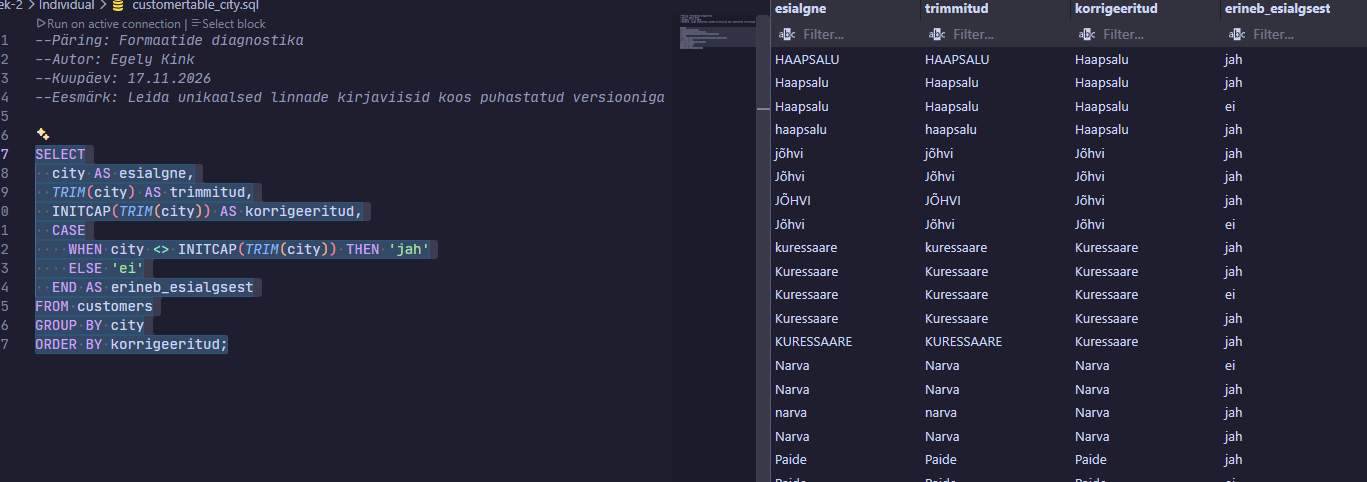 ek-2 > Individual > customertable_city.sql
Run on active connection | Select block
1 --Päring: Formaatide diagnostika
2 --Autor: Egely Kink
3 --Kuupäev: 17.11.2026
4 --Eesmärk: Leida unikaalsed linnade kirjaviisid koos puhastatud versiooniga
5
6
7 SELECT
8 city AS esialgne,
9 TRIM(city) AS trimmitud,
0 INITCAP(TRIM(city)) AS korrigeeritud,
1 CASE
2 WHEN city <> INITCAP(TRIM(city)) THEN 'jah'
3 ELSE 'ei'
4 END AS erineb_esialgsest
5 FROM customers
6 GROUP BY city
7 ORDER BY korrigeeritud;
esialgne trimmitud korrigeeritud erineb_esialgsest
Filter... Filter... Filter... Filter...
HAAPSALU HAAPSALU Haapsalu jah
Haapsalu Haapsalu Haapsalu jah
Haapsalu Haapsalu Haapsalu ei
haapsalu haapsalu Haapsalu jah
jõhvi jõhvi Jõhvi jah
Jõhvi Jõhvi Jõhvi jah
JÕHVI JÕHVI Jõhvi jah
Jõhvi Jõhvi Jõhvi ei
kuressaare kuressaare Kuressaare jah
Kuressaare Kuressaare Kuressaare jah
Kuressaare Kuressaare Kuressaare ei
Kuressaare Kuressaare Kuressaare jah
KURESSAARE KURESSAARE Kuressaare jah
Narva Narva Narva ei
Narva Narva Narva jah
narva narva Narva jah
Narva Narva Narva jah
Paide Paide Paide jah